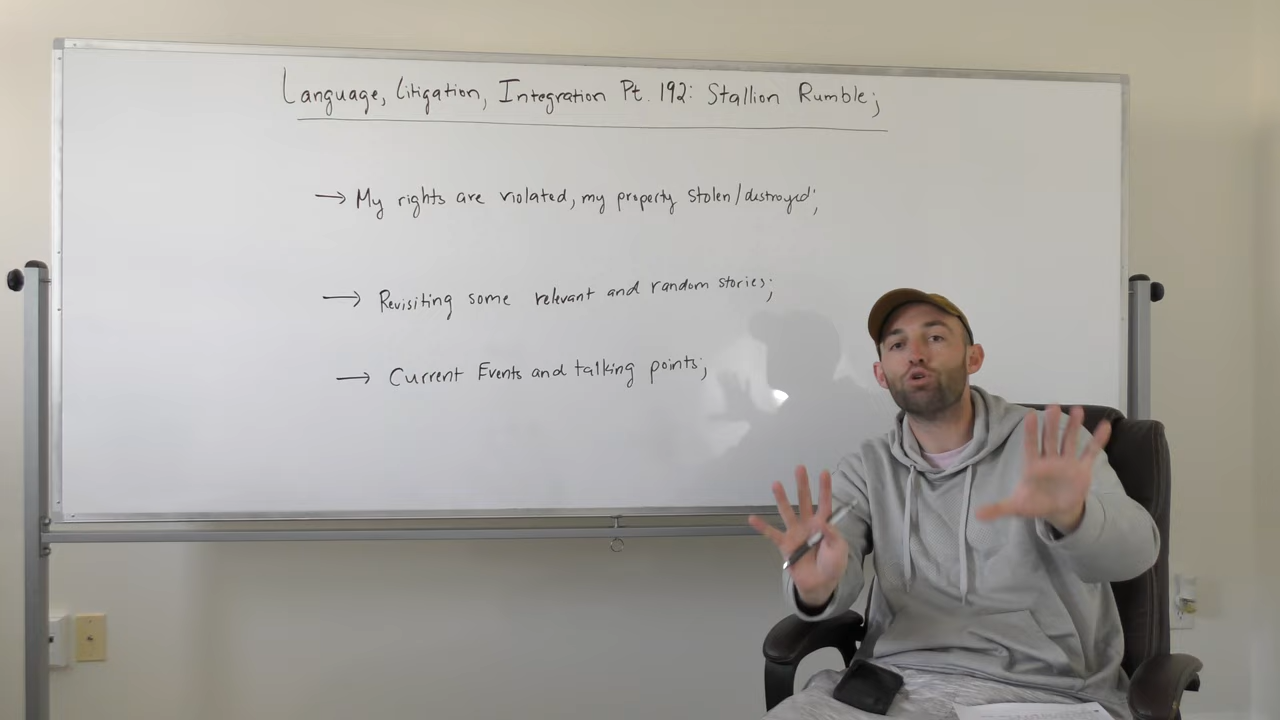 Language, Litigation, Integration Pt. 192: Stallion Rumble;
→ My rights are violated, my property stolen/destroyed;
→ Revisiting some relevant and random stories;
→ Current Events and talking points;